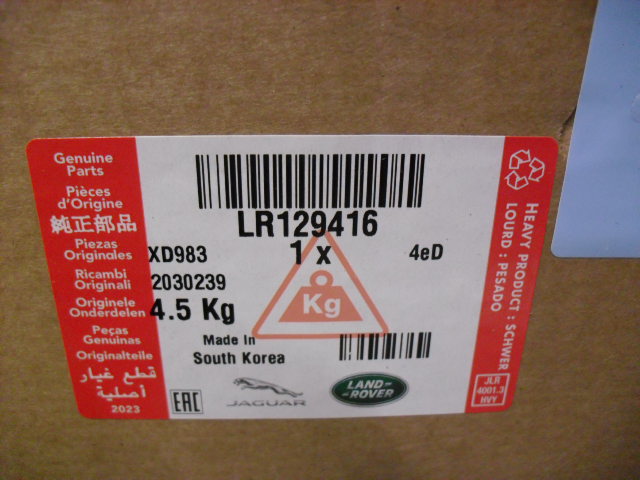 Genuine
Parts
Pièces
d'Origine
純正部品
Piezas
Originales
Ricambi
Originali
Originele
Onderdelen
Peças
Genuinas
Originalteile
قطع غيار
أصلية
2023
LR129416
XD983
1 x
4eD
2030239
4.5 Kg
Kg
Made In
South Korea
EAC
JAGUAR
LAND-
-ROVER
HEAVY PRODUCT : SCHWER
LOURD : PESADO
JLR
4001.3
HVY